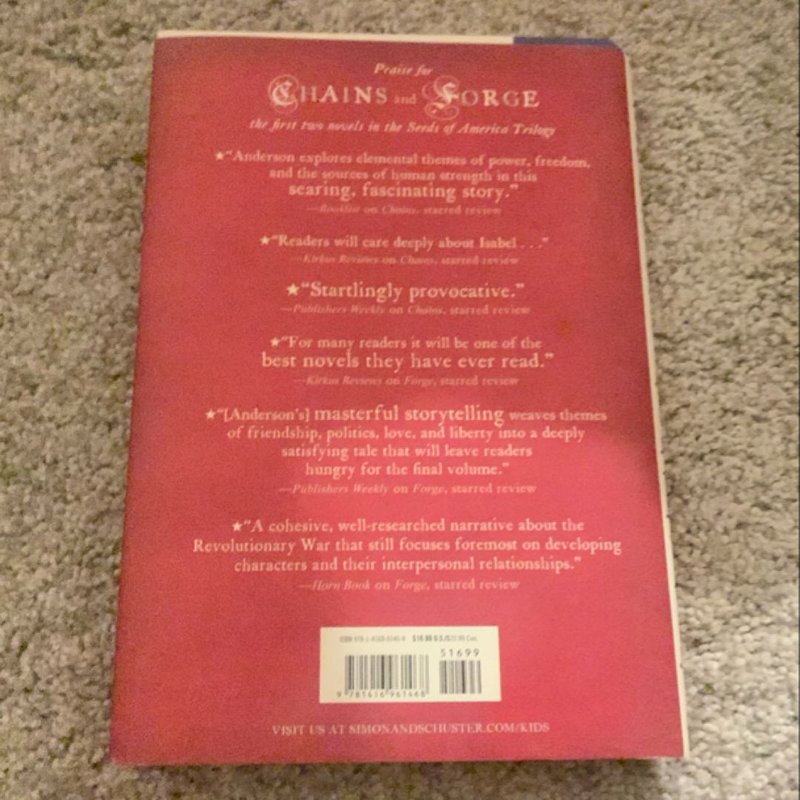 Praise for
CHAINS and FORGE
the first two novels in the Seeds of America Trilogy
★“Anderson explores elemental themes of power, freedom,
and the sources of human strength in this
searing, fascinating story.”
—Booklist on Chains, starred review
★“Readers will care deeply about Isabel . . .”
—Kirkus Reviews on Chains, starred review
★“Startlingly provocative.”
—Publishers Weekly on Chains, starred review
★“For many readers it will be one of the
best novels they have ever read.”
—Kirkus Reviews on Forge, starred review
★“[Anderson’s] masterful storytelling weaves themes
of friendship, politics, love, and liberty into a deeply
satisfying tale that will leave readers
hungry for the final volume.”
—Publishers Weekly on Forge, starred review
★“A cohesive, well-researched narrative about the
Revolutionary War that still focuses foremost on developing
characters and their interpersonal relationships.”
—Horn Book on Forge, starred review
ISBN $16.99 U.S.
51699
9 781416 961468
VISIT US AT SIMONANDSCHUSTER.COM/KIDS